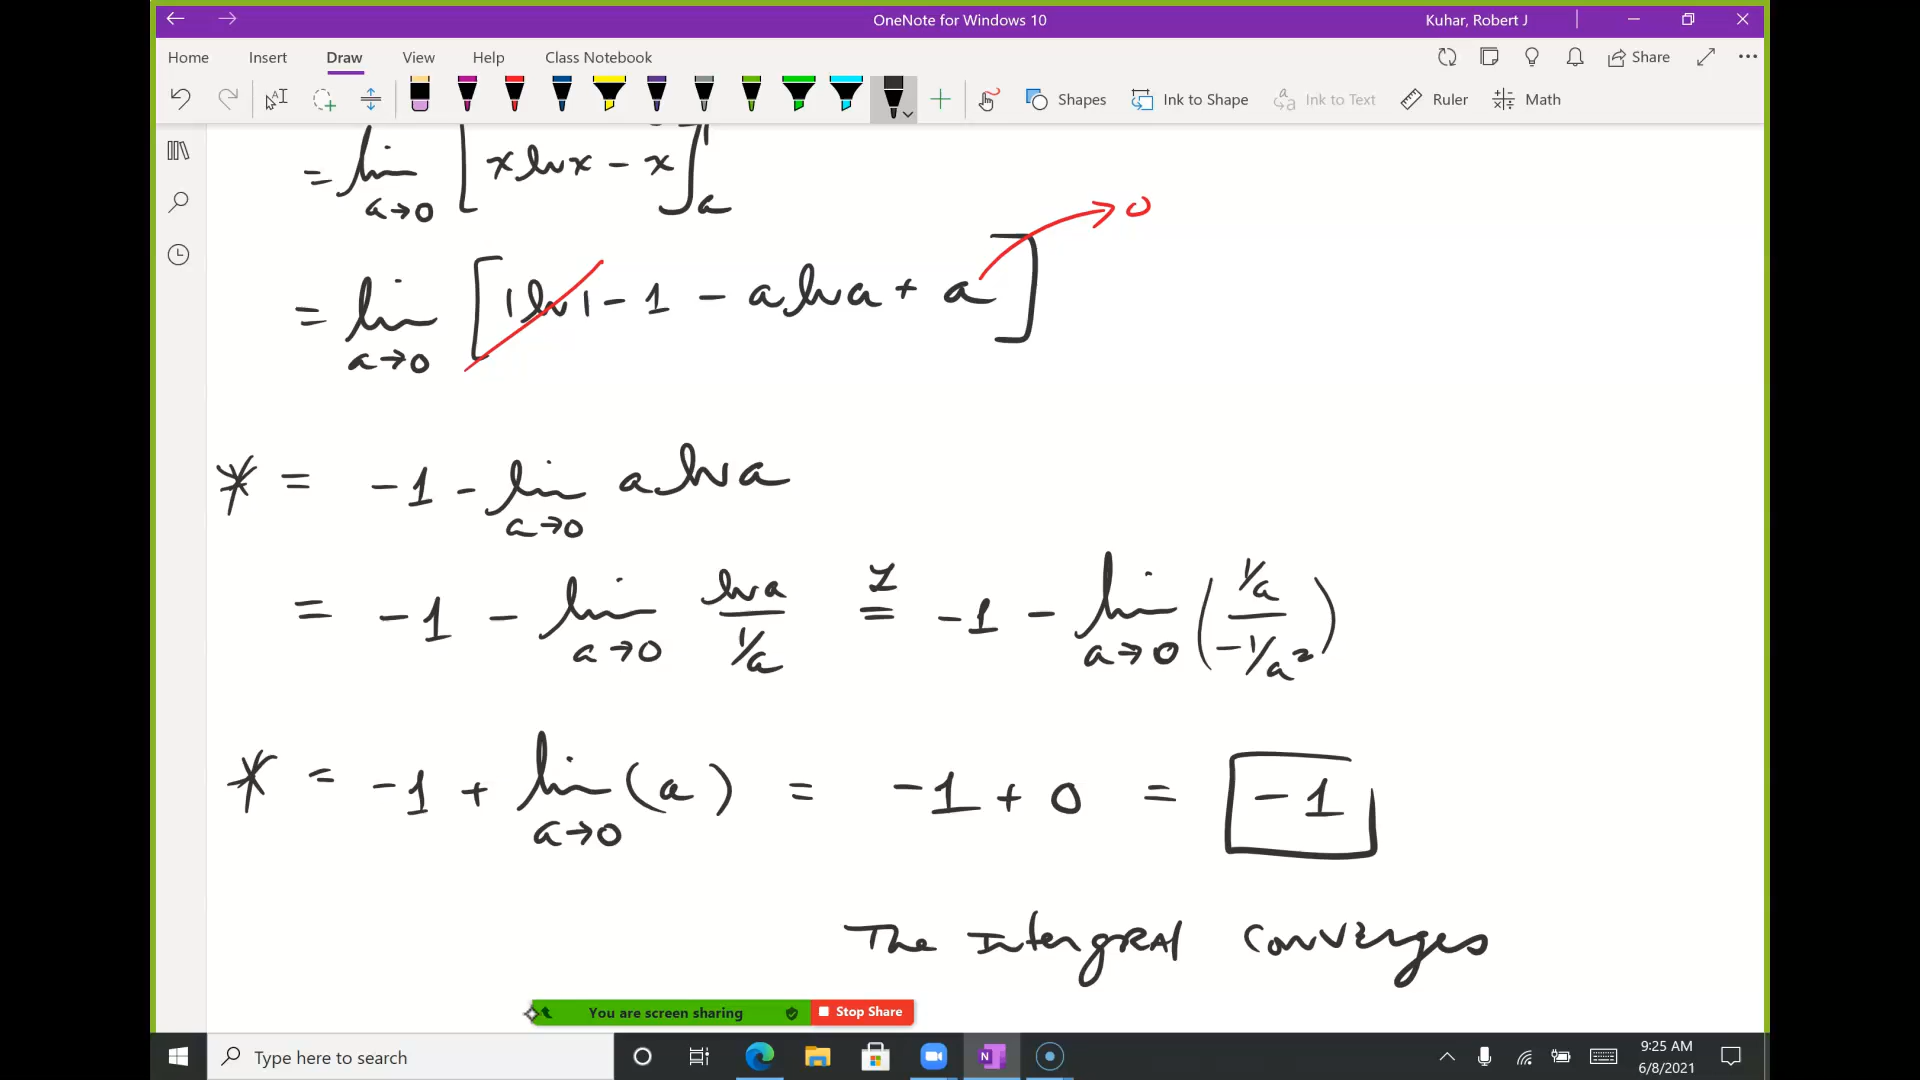 OneNote for Windows 10
Kuhar, Robert J
Home Insert Draw View Help Class Notebook
Share
Shapes Ink to Shape Ink to Text Ruler Math
= lim a→0 [x ln x - x]
a
= lim a→0 [1 ln 1 - 1 - a ln a + a] → 0
* = -1 - lim a→0 a ln a
= -1 - lim a→0 ln a / 1/a L= -1 - lim a→0 (1/a / -1/a²)
* = -1 + lim a→0 (a) = -1 + 0 = -1
The Intergral converges
You are screen sharing Stop Share
Type here to search
9:25 AM
6/8/2021